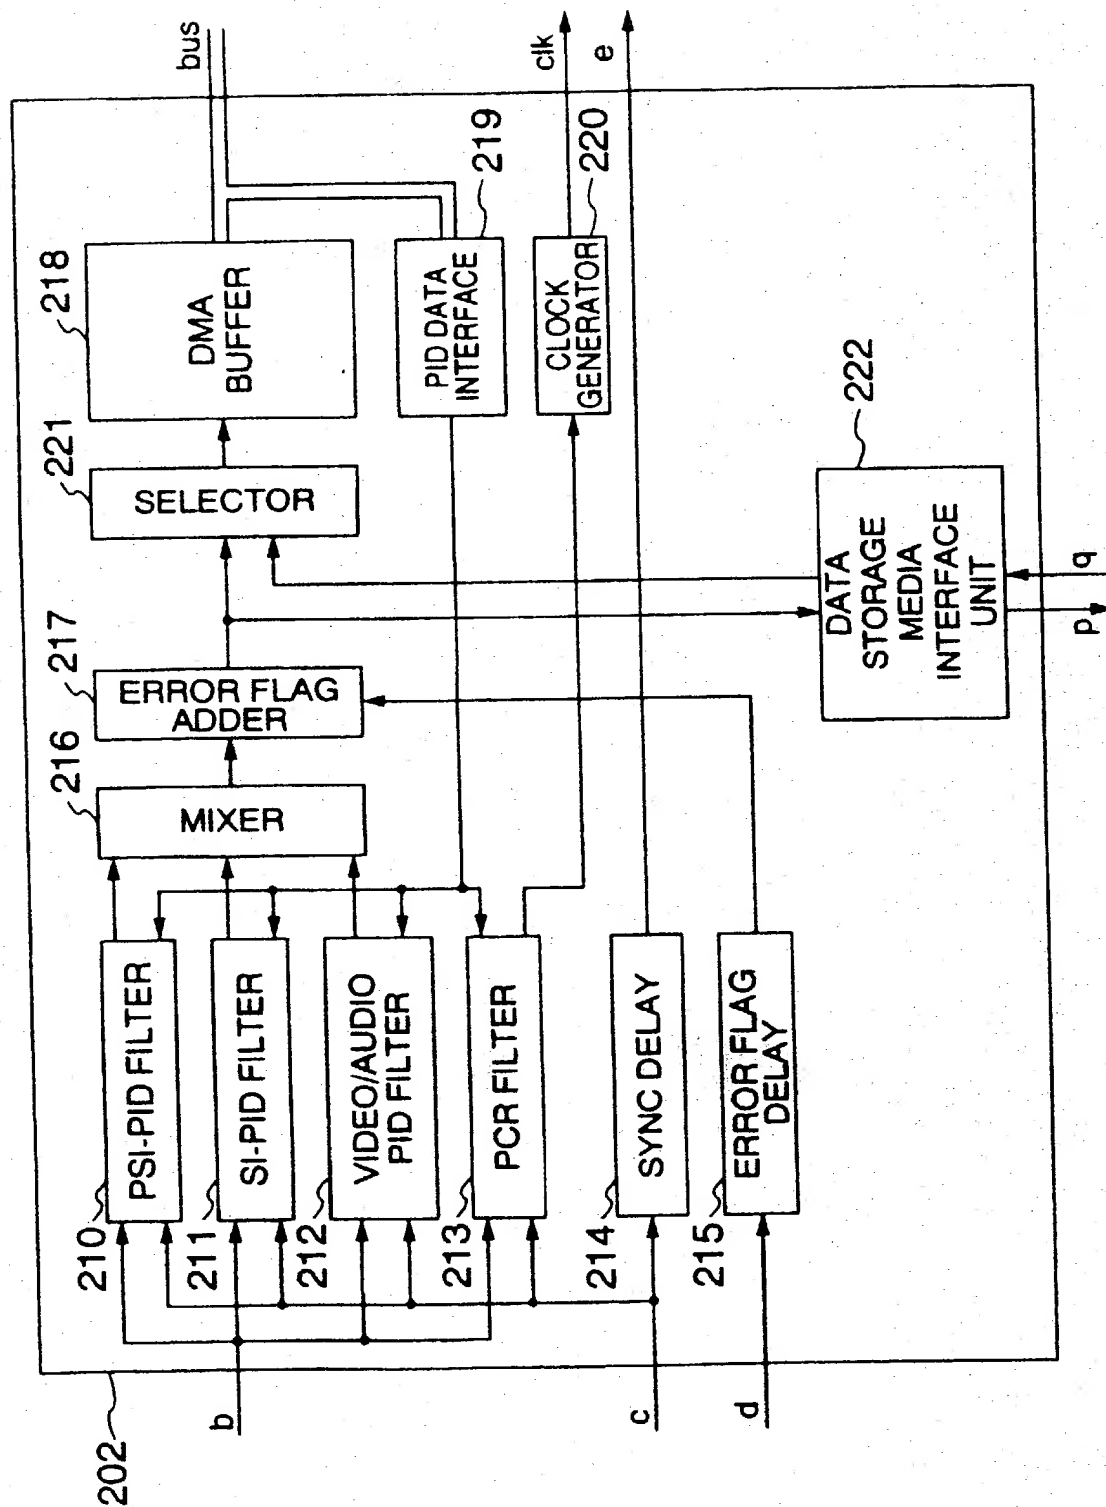 202
b
c
d
210
PSI-PID FILTER
211
SI-PID FILTER
212
VIDEO/AUDIO
PID FILTER
213
PCR FILTER
214
SYNC DELAY
215
ERROR FLAG
DELAY
216
MIXER
217
ERROR FLAG
ADDER
221
SELECTOR
218
DMA
BUFFER
bus
PID DATA
INTERFACE
219
CLOCK
GENERATOR
220
clk
e
222
DATA
STORAGE
MEDIA
INTERFACE
UNIT
p
q